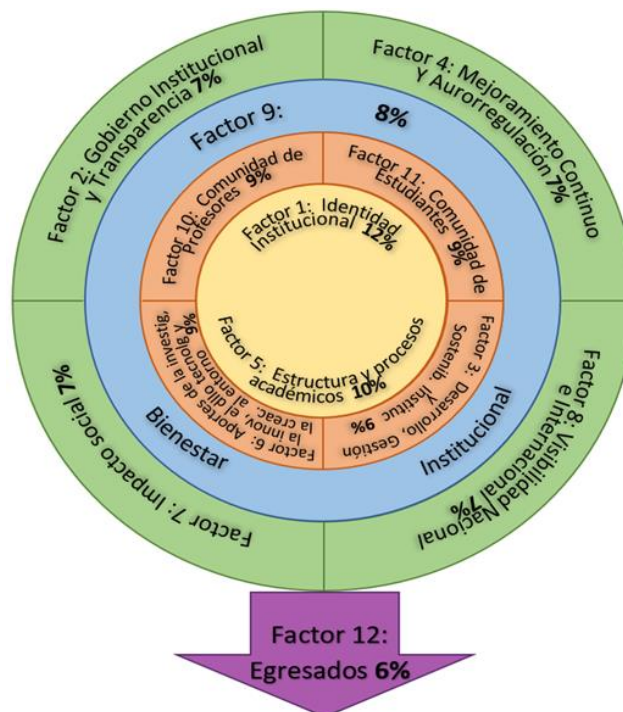 Factor 2: Gobierno Institucional
y Transparencia 7%
Factor 4: Mejoramiento Continuo
Y Aurorregulación 7%
Factor 9: 8%
Factor 10: Comunidad de
Profesores 9%
Factor 11: Comunidad de
Estudiantes 9%
Factor 1: Identidad
Institucional 12%
Factor 5: Estructura y procesos
académicos 10%
Factor 6: Aportes de la investig,
la innov, el dllo tecnolg y
la creac. al entorno
9%
Factor 3: Desarrollo, Gestión
y
Sostenib. Instituc
9%
Bienestar
Institucional
Factor 7: Impacto social 7%
Factor 8: Visibilidad Nacional
e Internacional 7%
Factor 12:
Egresados 6%